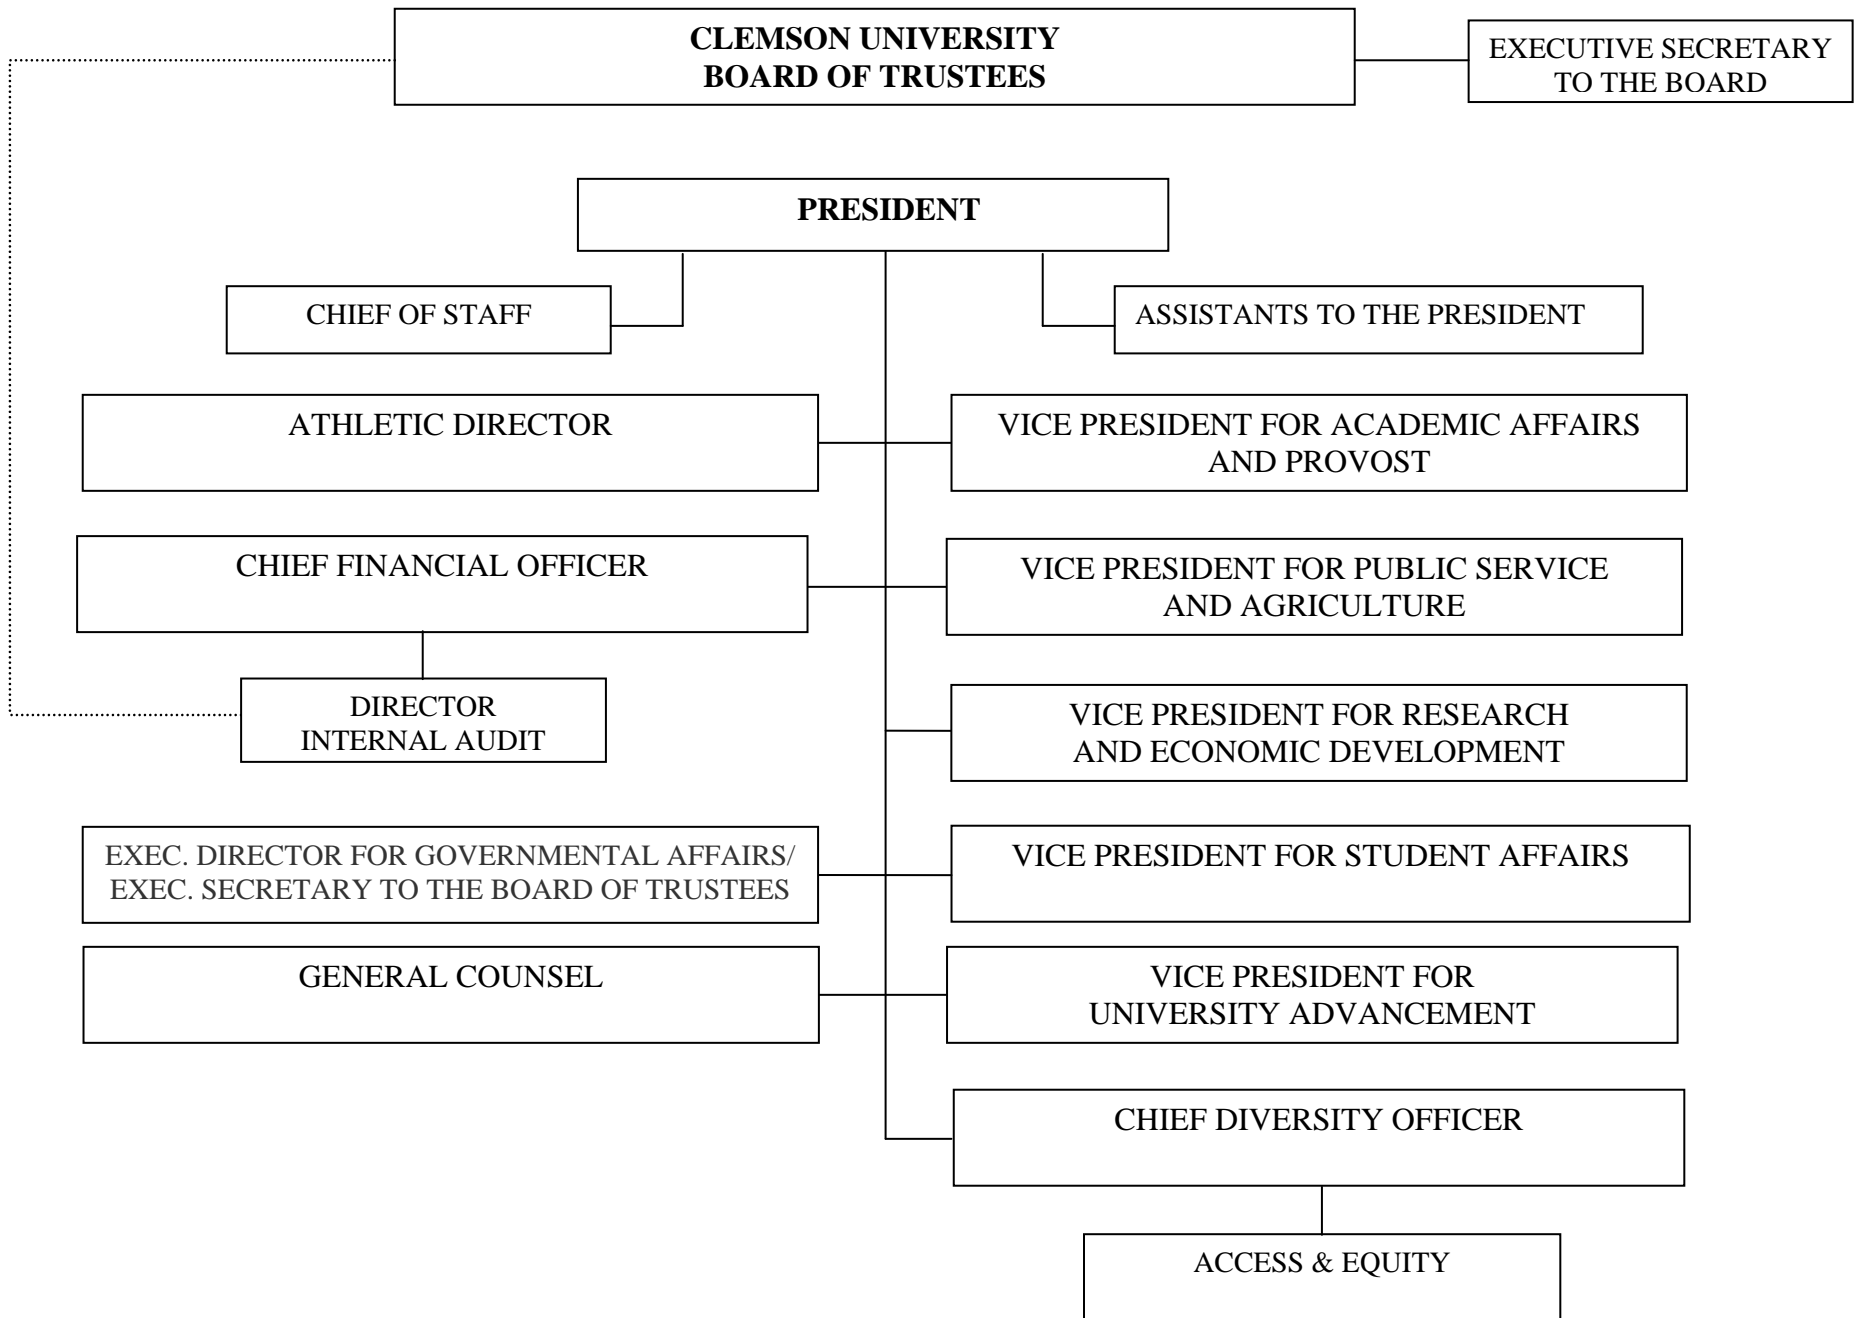 CLEMSON UNIVERSITY
BOARD OF TRUSTEES
EXECUTIVE SECRETARY
TO THE BOARD
PRESIDENT
CHIEF OF STAFF
ASSISTANTS TO THE PRESIDENT
ATHLETIC DIRECTOR
VICE PRESIDENT FOR ACADEMIC AFFAIRS
AND PROVOST
CHIEF FINANCIAL OFFICER
VICE PRESIDENT FOR PUBLIC SERVICE
AND AGRICULTURE
DIRECTOR
INTERNAL AUDIT
VICE PRESIDENT FOR RESEARCH
AND ECONOMIC DEVELOPMENT
EXEC. DIRECTOR FOR GOVERNMENTAL AFFAIRS/
EXEC. SECRETARY TO THE BOARD OF TRUSTEES
VICE PRESIDENT FOR STUDENT AFFAIRS
GENERAL COUNSEL
VICE PRESIDENT FOR
UNIVERSITY ADVANCEMENT
CHIEF DIVERSITY OFFICER
ACCESS & EQUITY